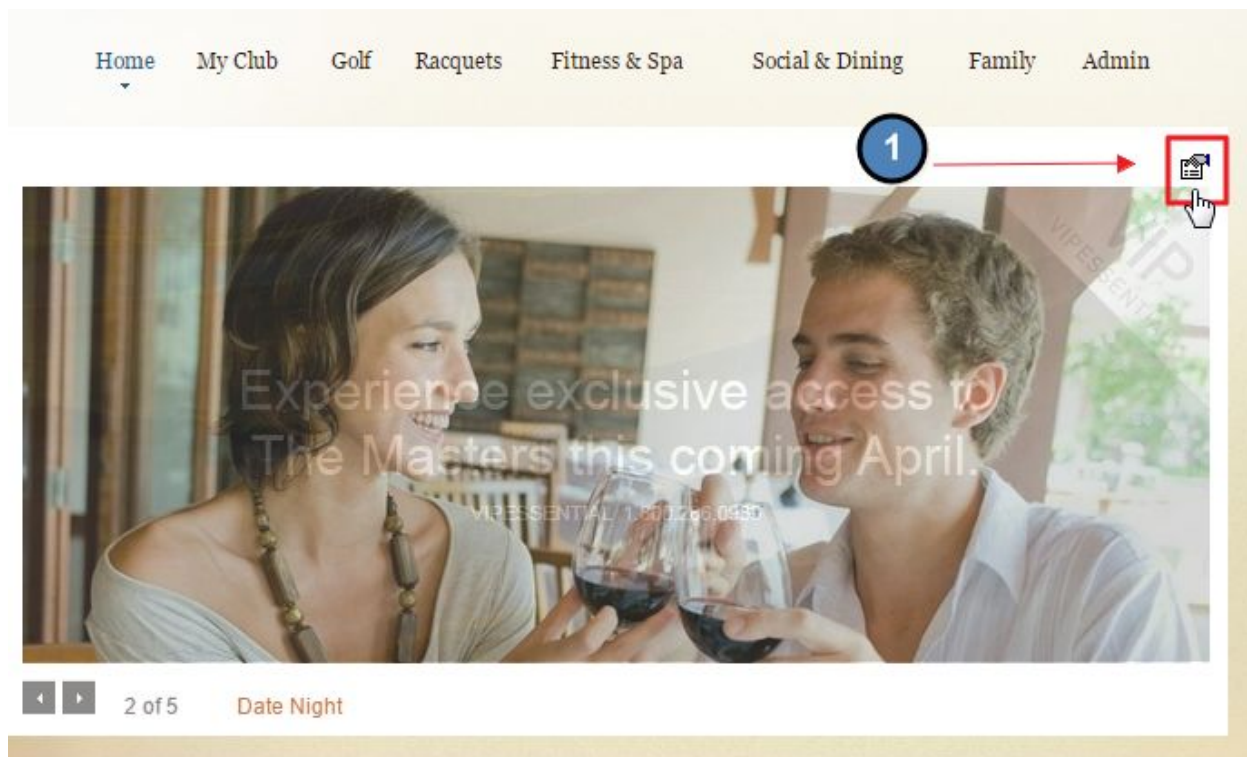 Home My Club Golf Racquets Fitness & Spa Social & Dining Family Admin
1
VIP
Experience exclusive access to
The Masters this coming April.
2 of 5 Date Night